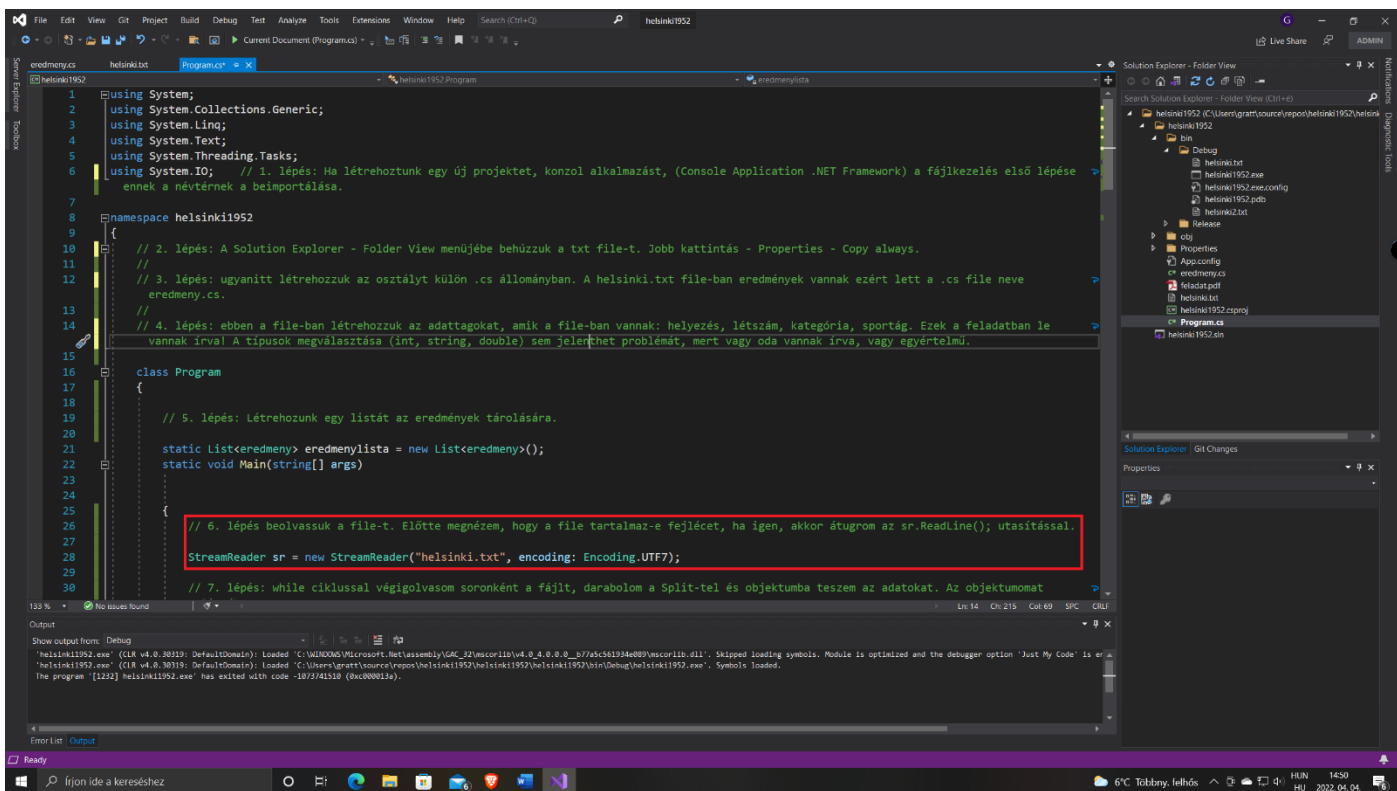 File Edit View Git Project Build Debug Test Analyze Tools Extensions Window Help Search (Ctrl+Q) helsinki1952 G
Current Document (Program.cs) Live Share ADMIN
eredmeny.cs helsinki.txt Program.cs*
helsinki1952 helsinki1952.Program eredmenylista
Server Explorer
Toolbox
1 using System;
2 using System.Collections.Generic;
3 using System.Linq;
4 using System.Text;
5 using System.Threading.Tasks;
6 using System.IO; // 1. lépés: Ha létrehoztunk egy új projektet, konzol alkalmazást, (Console Application .NET Framework) a fájlkezelés első lépése
ennek a névtérnek a beimportálása.
7
8 namespace helsinki1952
9 {
10 // 2. lépés: A Solution Explorer - Folder View menüjébe behúzzuk a txt file-t. Jobb kattintás - Properties - Copy always.
11 //
12 // 3. lépés: ugyanitt létrehozzuk az osztályt külön .cs állományban. A helsinki.txt file-ban eredmények vannak ezért lett a .cs file neve
eredmeny.cs.
13 //
14 // 4. lépés: ebben a file-ban létrehozzuk az adattagokat, amik a file-ban vannak: helyezés, létszám, kategória, sportág. Ezek a feladatban le
vannak írva! A típusok megválasztása (int, string, double) sem jelenthet problémát, mert vagy oda vannak írva, vagy egyértelmű.
15
16 class Program
17 {
18
19 // 5. lépés: Létrehozunk egy listát az eredmények tárolására.
20
21 static List<eredmeny> eredmenylista = new List<eredmeny>();
22 static void Main(string[] args)
23
24
25 {
26 // 6. lépés beolvassuk a file-t. Előtte megnézem, hogy a file tartalmaz-e fejlécet, ha igen, akkor átugrom az sr.ReadLine(); utasítással.
27
28 StreamReader sr = new StreamReader("helsinki.txt", encoding: Encoding.UTF7);
29
30 // 7. lépés: while ciklussal végigolvasom soronként a fájlt, darabolom a Split-tel és objektumba teszem az adatokat. Az objektumomat
133 % No issues found Ln: 14 Ch: 215 Col: 69 SPC CRLF
Output
Show output from: Debug
'helsinki1952.exe' (CLR v4.0.30319: DefaultDomain): Loaded 'C:\WINDOWS\Microsoft.Net\assembly\GAC_32\mscorlib\v4.0_4.0.0.0__b77a5c561934e089\mscorlib.dll'. Skipped loading symbols. Module is optimized and the debugger option 'Just My Code' is en
'helsinki1952.exe' (CLR v4.0.30319: DefaultDomain): Loaded 'C:\Users\gratt\source\repos\helsinki1952\helsinki1952\helsinki1952\bin\Debug\helsinki1952.exe'. Symbols loaded.
The program '[1232] helsinki1952.exe' has exited with code -1073741510 (0xc000013a).
Error List Output
Solution Explorer - Folder View
Search Solution Explorer - Folder View (Ctrl+é)
helsinki1952 (C:\Users\gratt\source\repos\helsinki1952\helsink
helsinki1952
bin
Debug
helsinki.txt
helsinki1952.exe
helsinki1952.exe.config
helsinki1952.pdb
helsinki2.txt
Release
obj
Properties
App.config
eredmeny.cs
feladat.pdf
helsinki.txt
helsinki1952.csproj
Program.cs
helsinki1952.sln
Solution Explorer Git Changes
Properties
Notifications
Diagnostic Tools
Ready
Írjon ide a kereséshez 6°C Többny. felhős HUN 14:50
HU 2022. 04. 04.